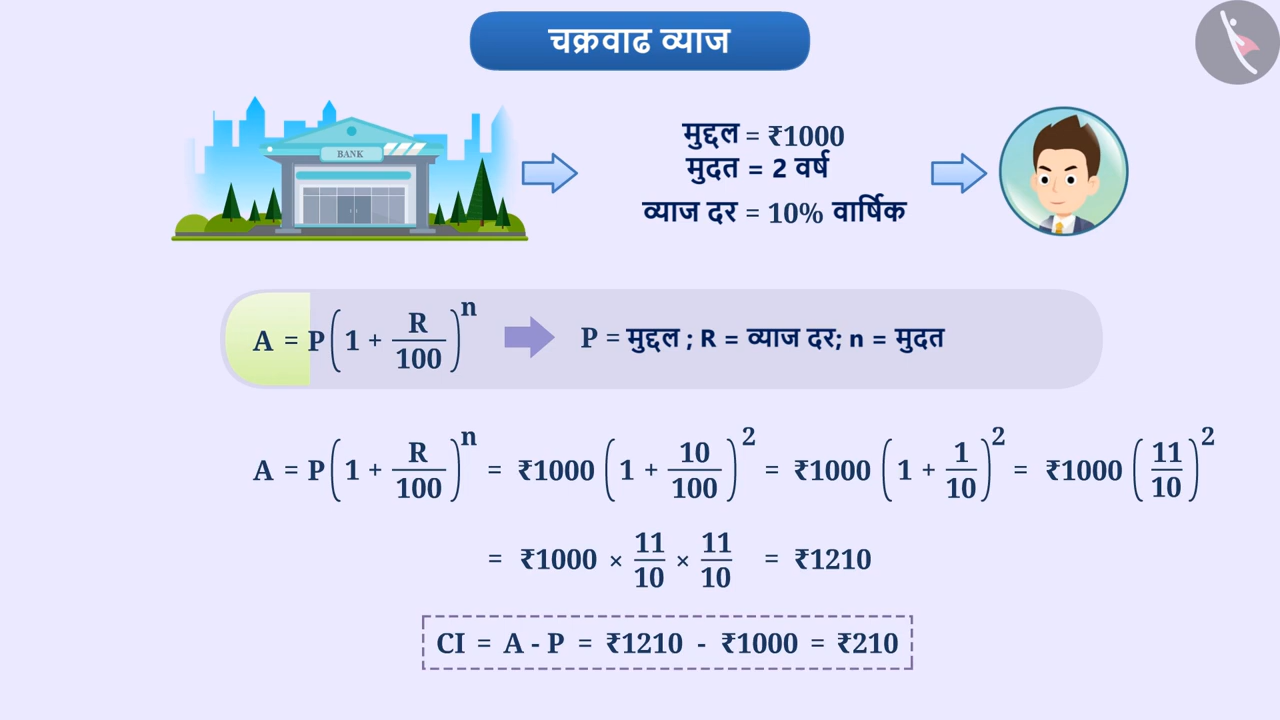 चक्रवाढ व्याज
BANK
मुद्दल = ₹1000
मुदत = 2 वर्ष
व्याज दर = 10% वार्षिक
A = P(1 + R/100)^n P = मुद्दल ; R = व्याज दर; n = मुदत
A = P(1 + R/100)^n = ₹1000 (1 + 10/100)^2 = ₹1000 (1 + 1/10)^2 = ₹1000 (11/10)^2
= ₹1000 × 11/10 × 11/10 = ₹1210
CI = A - P = ₹1210 - ₹1000 = ₹210